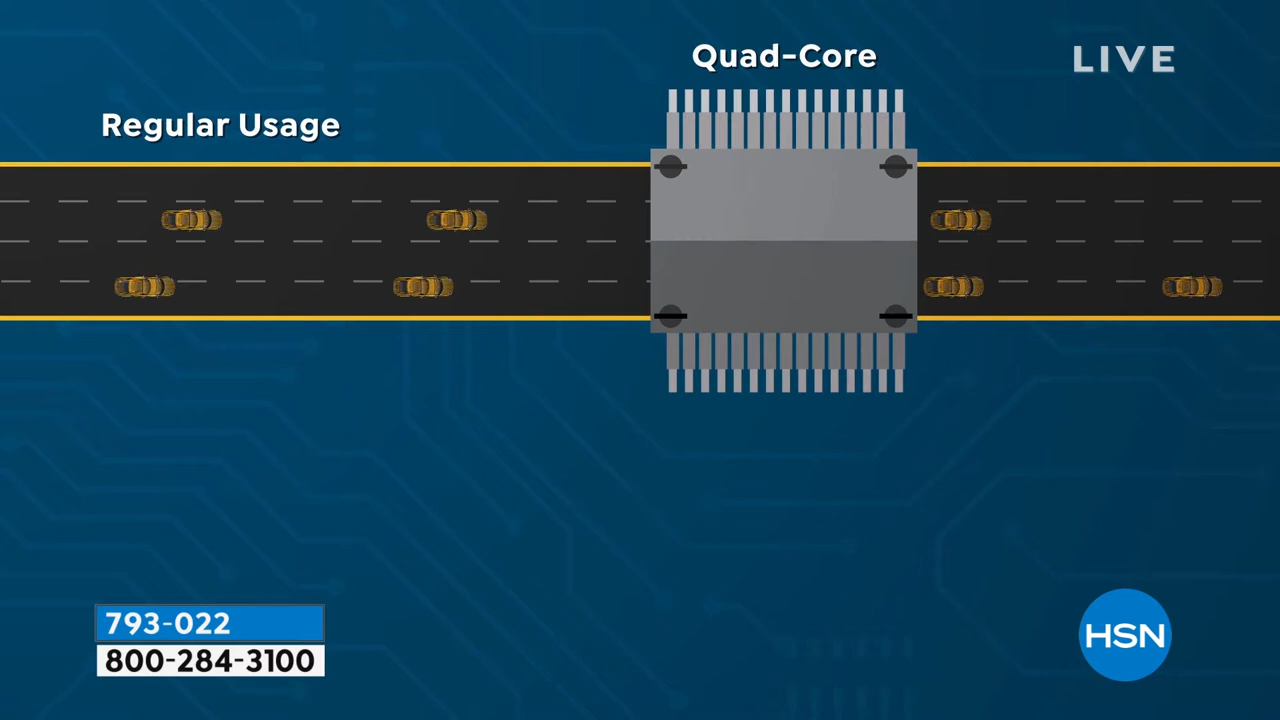 Quad-Core
LIVE
Regular Usage
793-022
800-284-3100
HSN